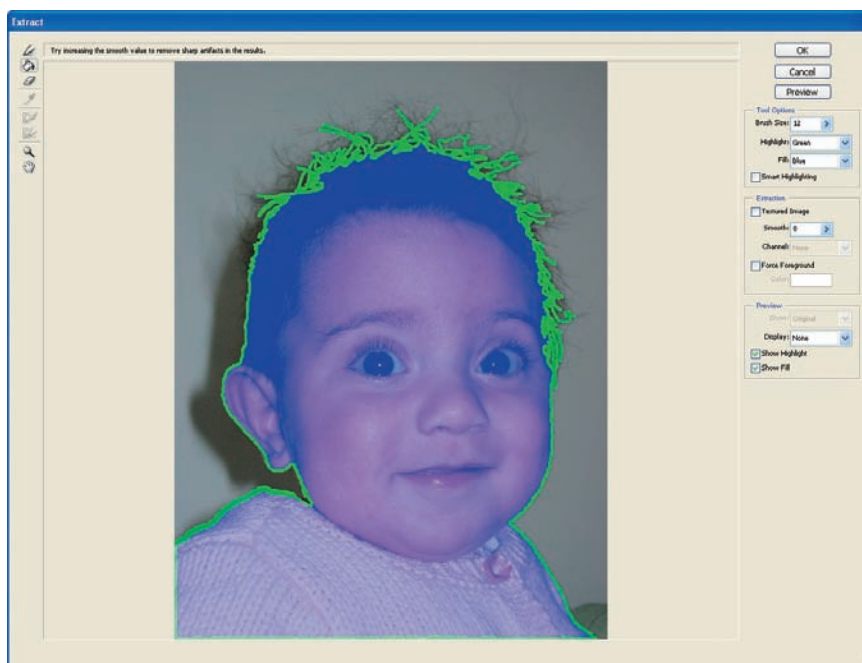 Extract
Try increasing the smooth value to remove sharp artifacts in the results.
OK
Cancel
Preview
Tool Options
Brush Size: 12
Highlight: Green
Fill: Blue
Smart Highlighting
Extraction
Textured Image
Smooth: 0
Channel: None
Force Foreground
Color:
Preview
Show: Original
Display: None
Show Highlight
Show Fill